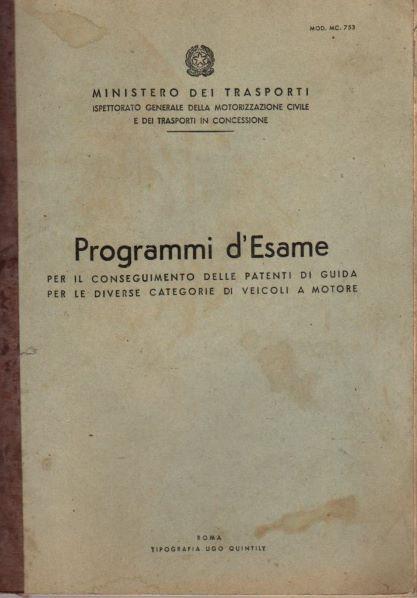 MOD. MC. 753
MINISTERO DEI TRASPORTI
ISPETTORATO GENERALE DELLA MOTORIZZAZIONE CIVILE
E DEI TRASPORTI IN CONCESSIONE
Programmi d'Esame
PER IL CONSEGUIMENTO DELLE PATENTI DI GUIDA
PER LE DIVERSE CATEGORIE DI VEICOLI A MOTORE
ROMA
TIPOGRAFIA UGO QUINTILY